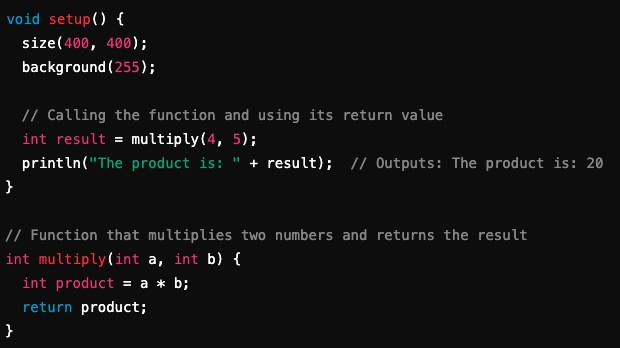 void setup() {
  size(400, 400);
  background(255);

  // Calling the function and using its return value
  int result = multiply(4, 5);
  println("The product is: " + result);  // Outputs: The product is: 20
}

// Function that multiplies two numbers and returns the result
int multiply(int a, int b) {
  int product = a * b;
  return product;
}